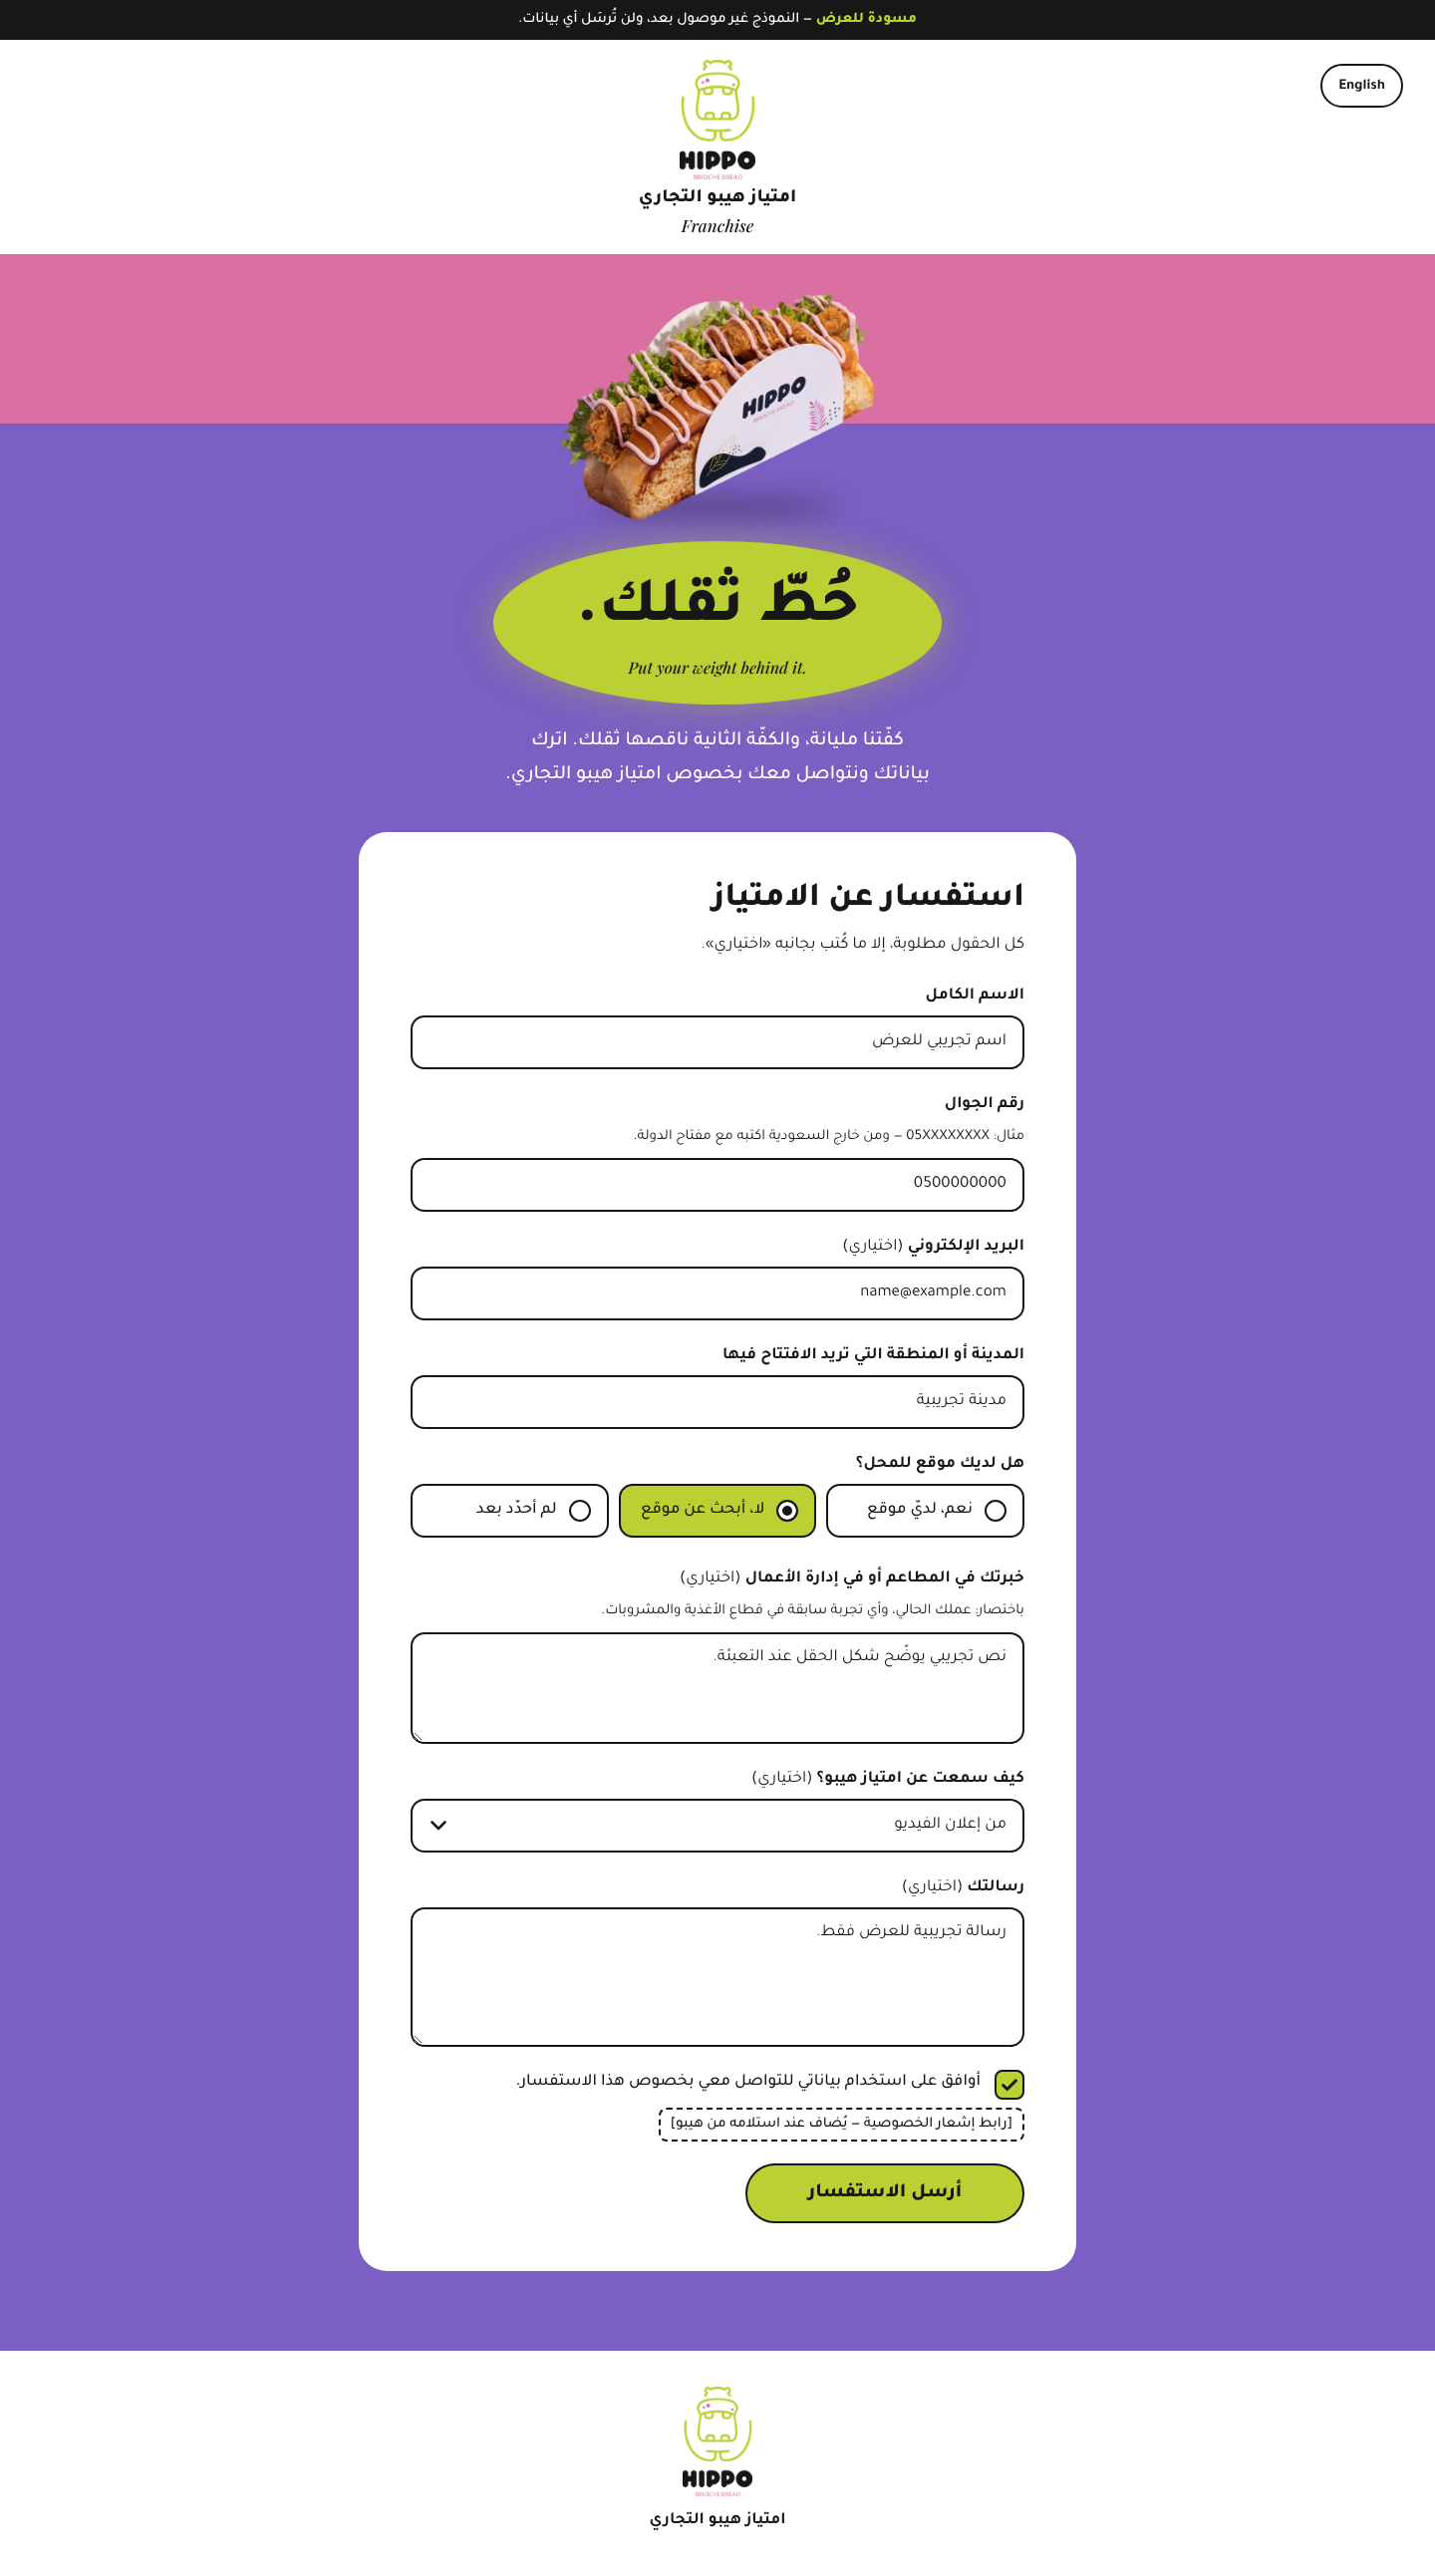 مسودة للعرض – النموذج غير موصول بعد، ولن تُرسَل أي بيانات.
English
HIPPO
BRIOCHE BREAD
امتياز هيبو التجاري
Franchise
HIPPO
BRIOCHE BREAD
حُطّ ثقلك.
Put your weight behind it.
كفّتنا مليانة، والكفّة الثانية ناقصها ثقلك. اترك
بياناتك ونتواصل معك بخصوص امتياز هيبو التجاري.
استفسار عن الامتياز
كل الحقول مطلوبة، إلا ما كُتب بجانبه «اختياري».
الاسم الكامل
اسم تجريبي للعرض
رقم الجوال
مثال: 05XXXXXXXX – ومن خارج السعودية اكتبه مع مفتاح الدولة.
0500000000
البريد الإلكتروني (اختياري)
name@example.com
المدينة أو المنطقة التي تريد الافتتاح فيها
مدينة تجريبية
هل لديك موقع للمحل؟
نعم، لديّ موقع
لا، أبحث عن موقع
لم أحدّد بعد
خبرتك في المطاعم أو في إدارة الأعمال (اختياري)
باختصار: عملك الحالي، وأي تجربة سابقة في قطاع الأغذية والمشروبات.
نص تجريبي يوضّح شكل الحقل عند التعبئة.
كيف سمعت عن امتياز هيبو؟ (اختياري)
من إعلان الفيديو
رسالتك (اختياري)
رسالة تجريبية للعرض فقط.
أوافق على استخدام بياناتي للتواصل معي بخصوص هذا الاستفسار.
[رابط إشعار الخصوصية – يُضاف عند استلامه من هيبو]
أرسل الاستفسار
HIPPO
BRIOCHE BREAD
امتياز هيبو التجاري